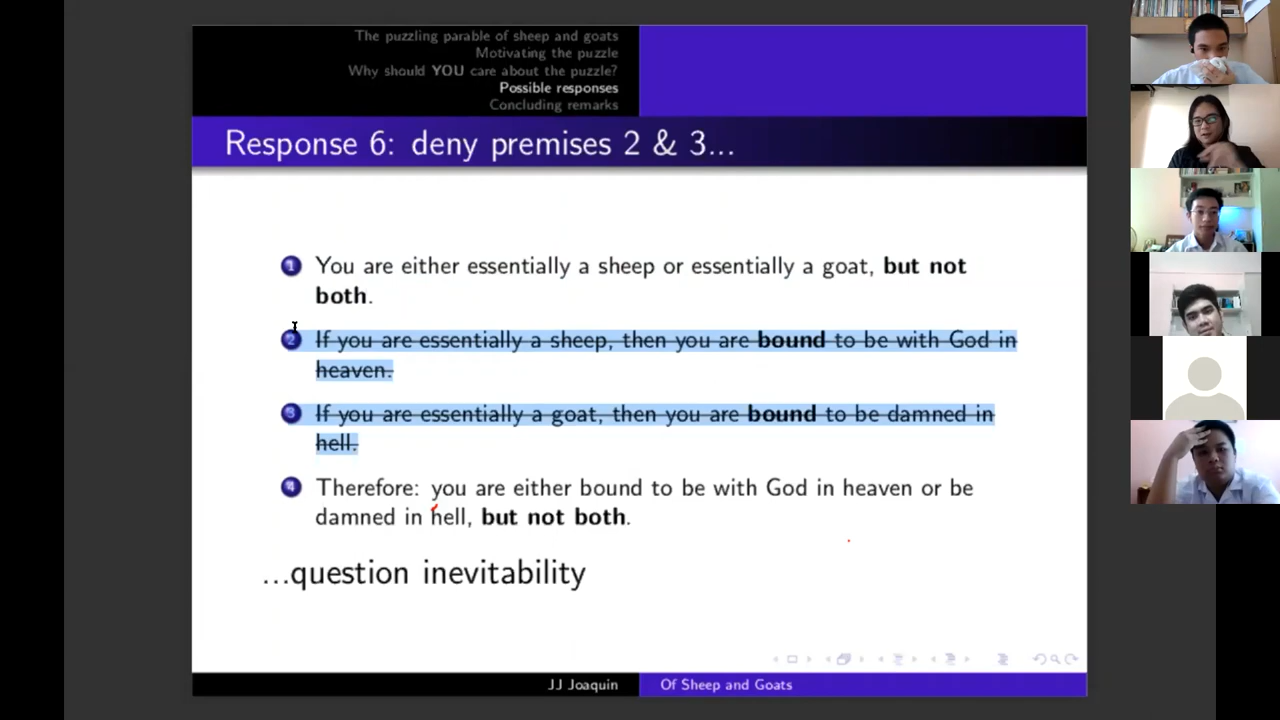 The puzzling parable of sheep and goats
Motivating the puzzle
Why should YOU care about the puzzle?
Possible responses
Concluding remarks
Response 6: deny premises 2 & 3...
1 You are either essentially a sheep or essentially a goat, but not
both.
2 If you are essentially a sheep, then you are bound to be with God in
heaven.
3 If you are essentially a goat, then you are bound to be damned in
hell.
4 Therefore: you are either bound to be with God in heaven or be
damned in hell, but not both.
...question inevitability
JJ Joaquin
Of Sheep and Goats